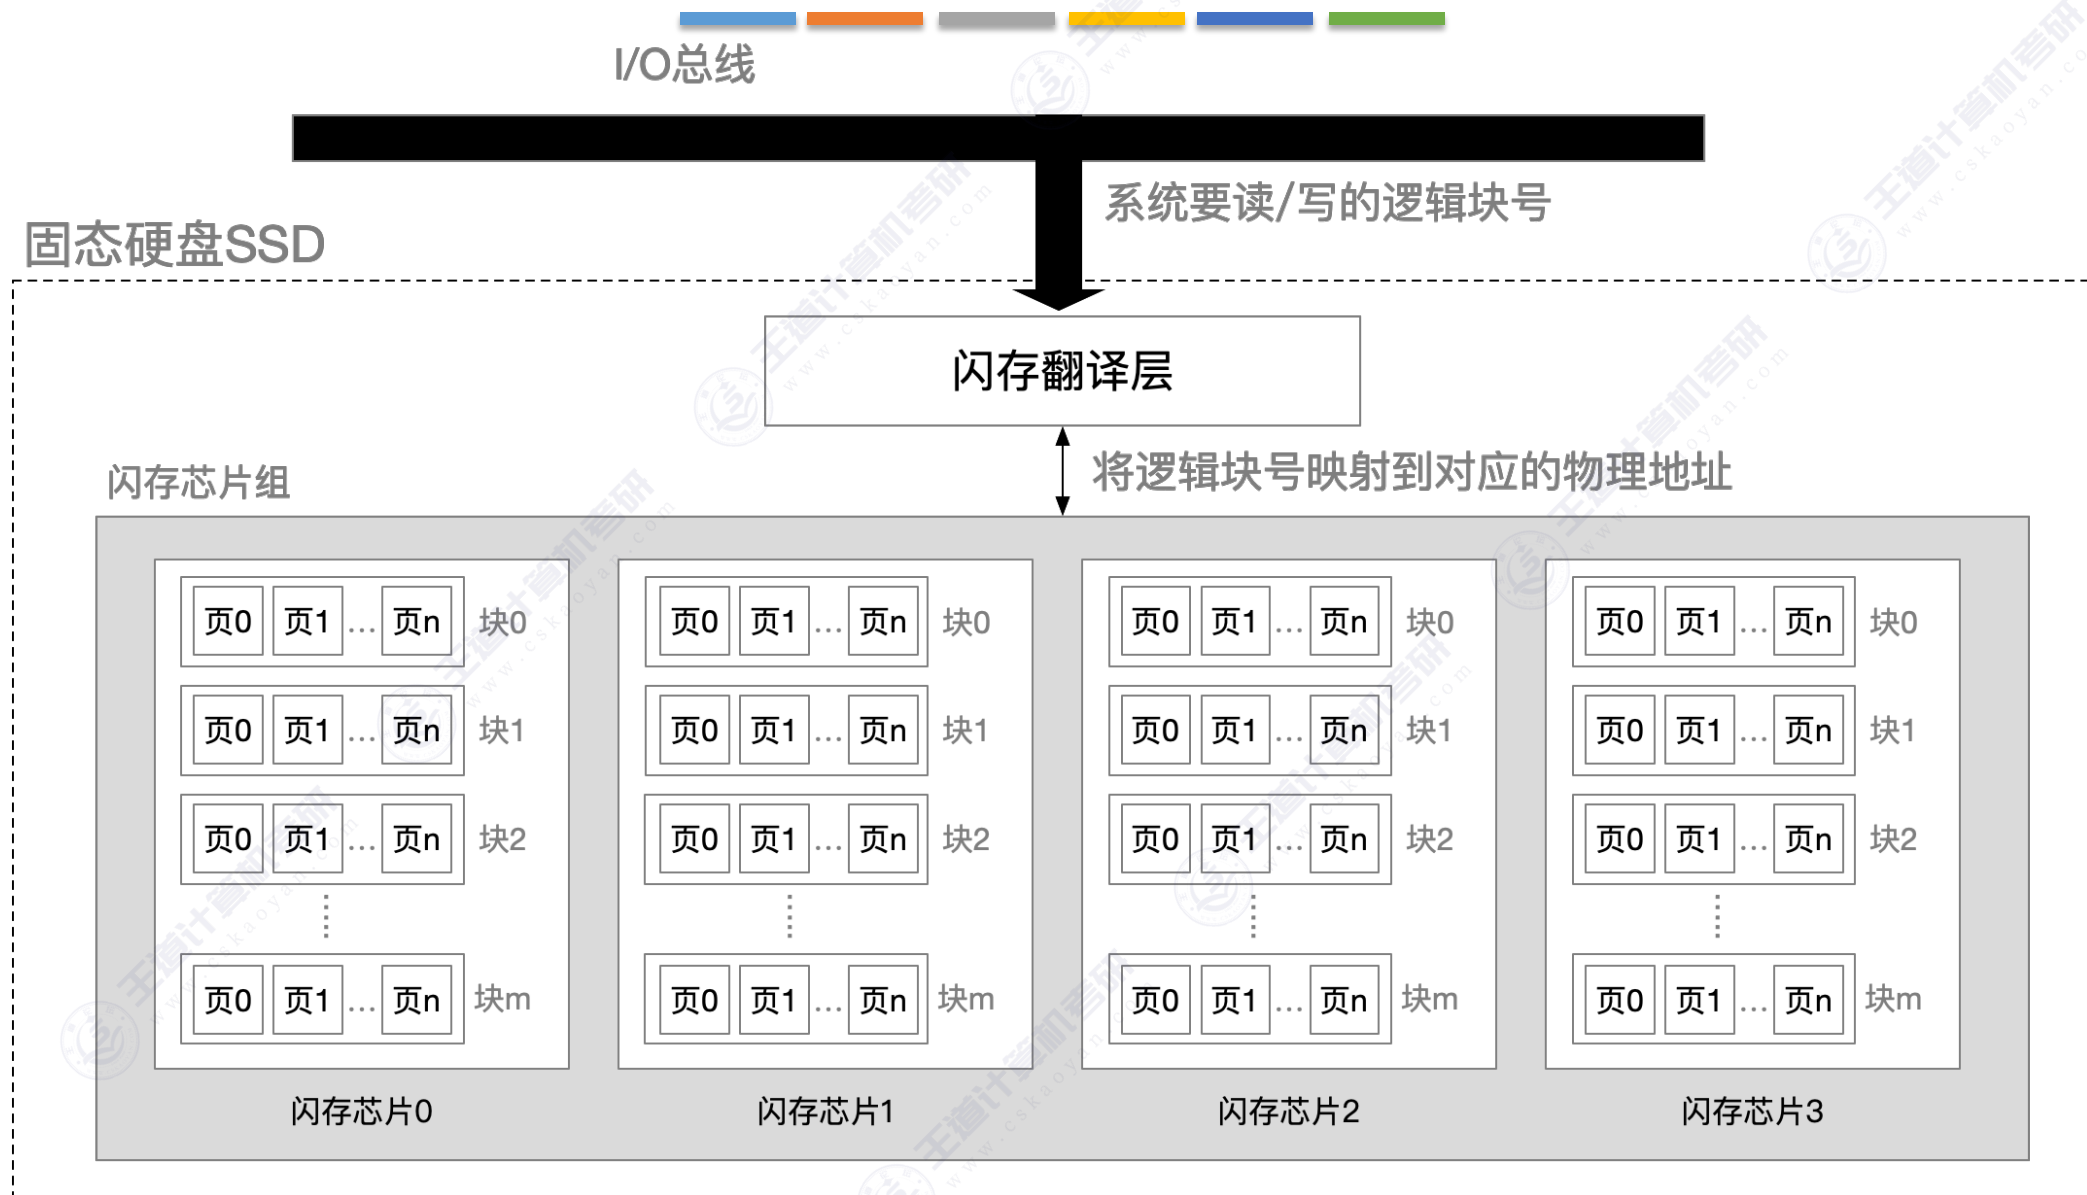 I/O总线
系统要读/写的逻辑块号
固态硬盘SSD
闪存翻译层
将逻辑块号映射到对应的物理地址
闪存芯片组
页0 页1 ... 页n 块0 页0 页1 ... 页n 块0 页0 页1 ... 页n 块0 页0 页1 ... 页n 块0
页0 页1 ... 页n 块1 页0 页1 ... 页n 块1 页0 页1 ... 页n 块1 页0 页1 ... 页n 块1
页0 页1 ... 页n 块2 页0 页1 ... 页n 块2 页0 页1 ... 页n 块2 页0 页1 ... 页n 块2
页0 页1 ... 页n 块m 页0 页1 ... 页n 块m 页0 页1 ... 页n 块m 页0 页1 ... 页n 块m
闪存芯片0 闪存芯片1 闪存芯片2 闪存芯片3
王道计算机考研
www.cskaoyan.com